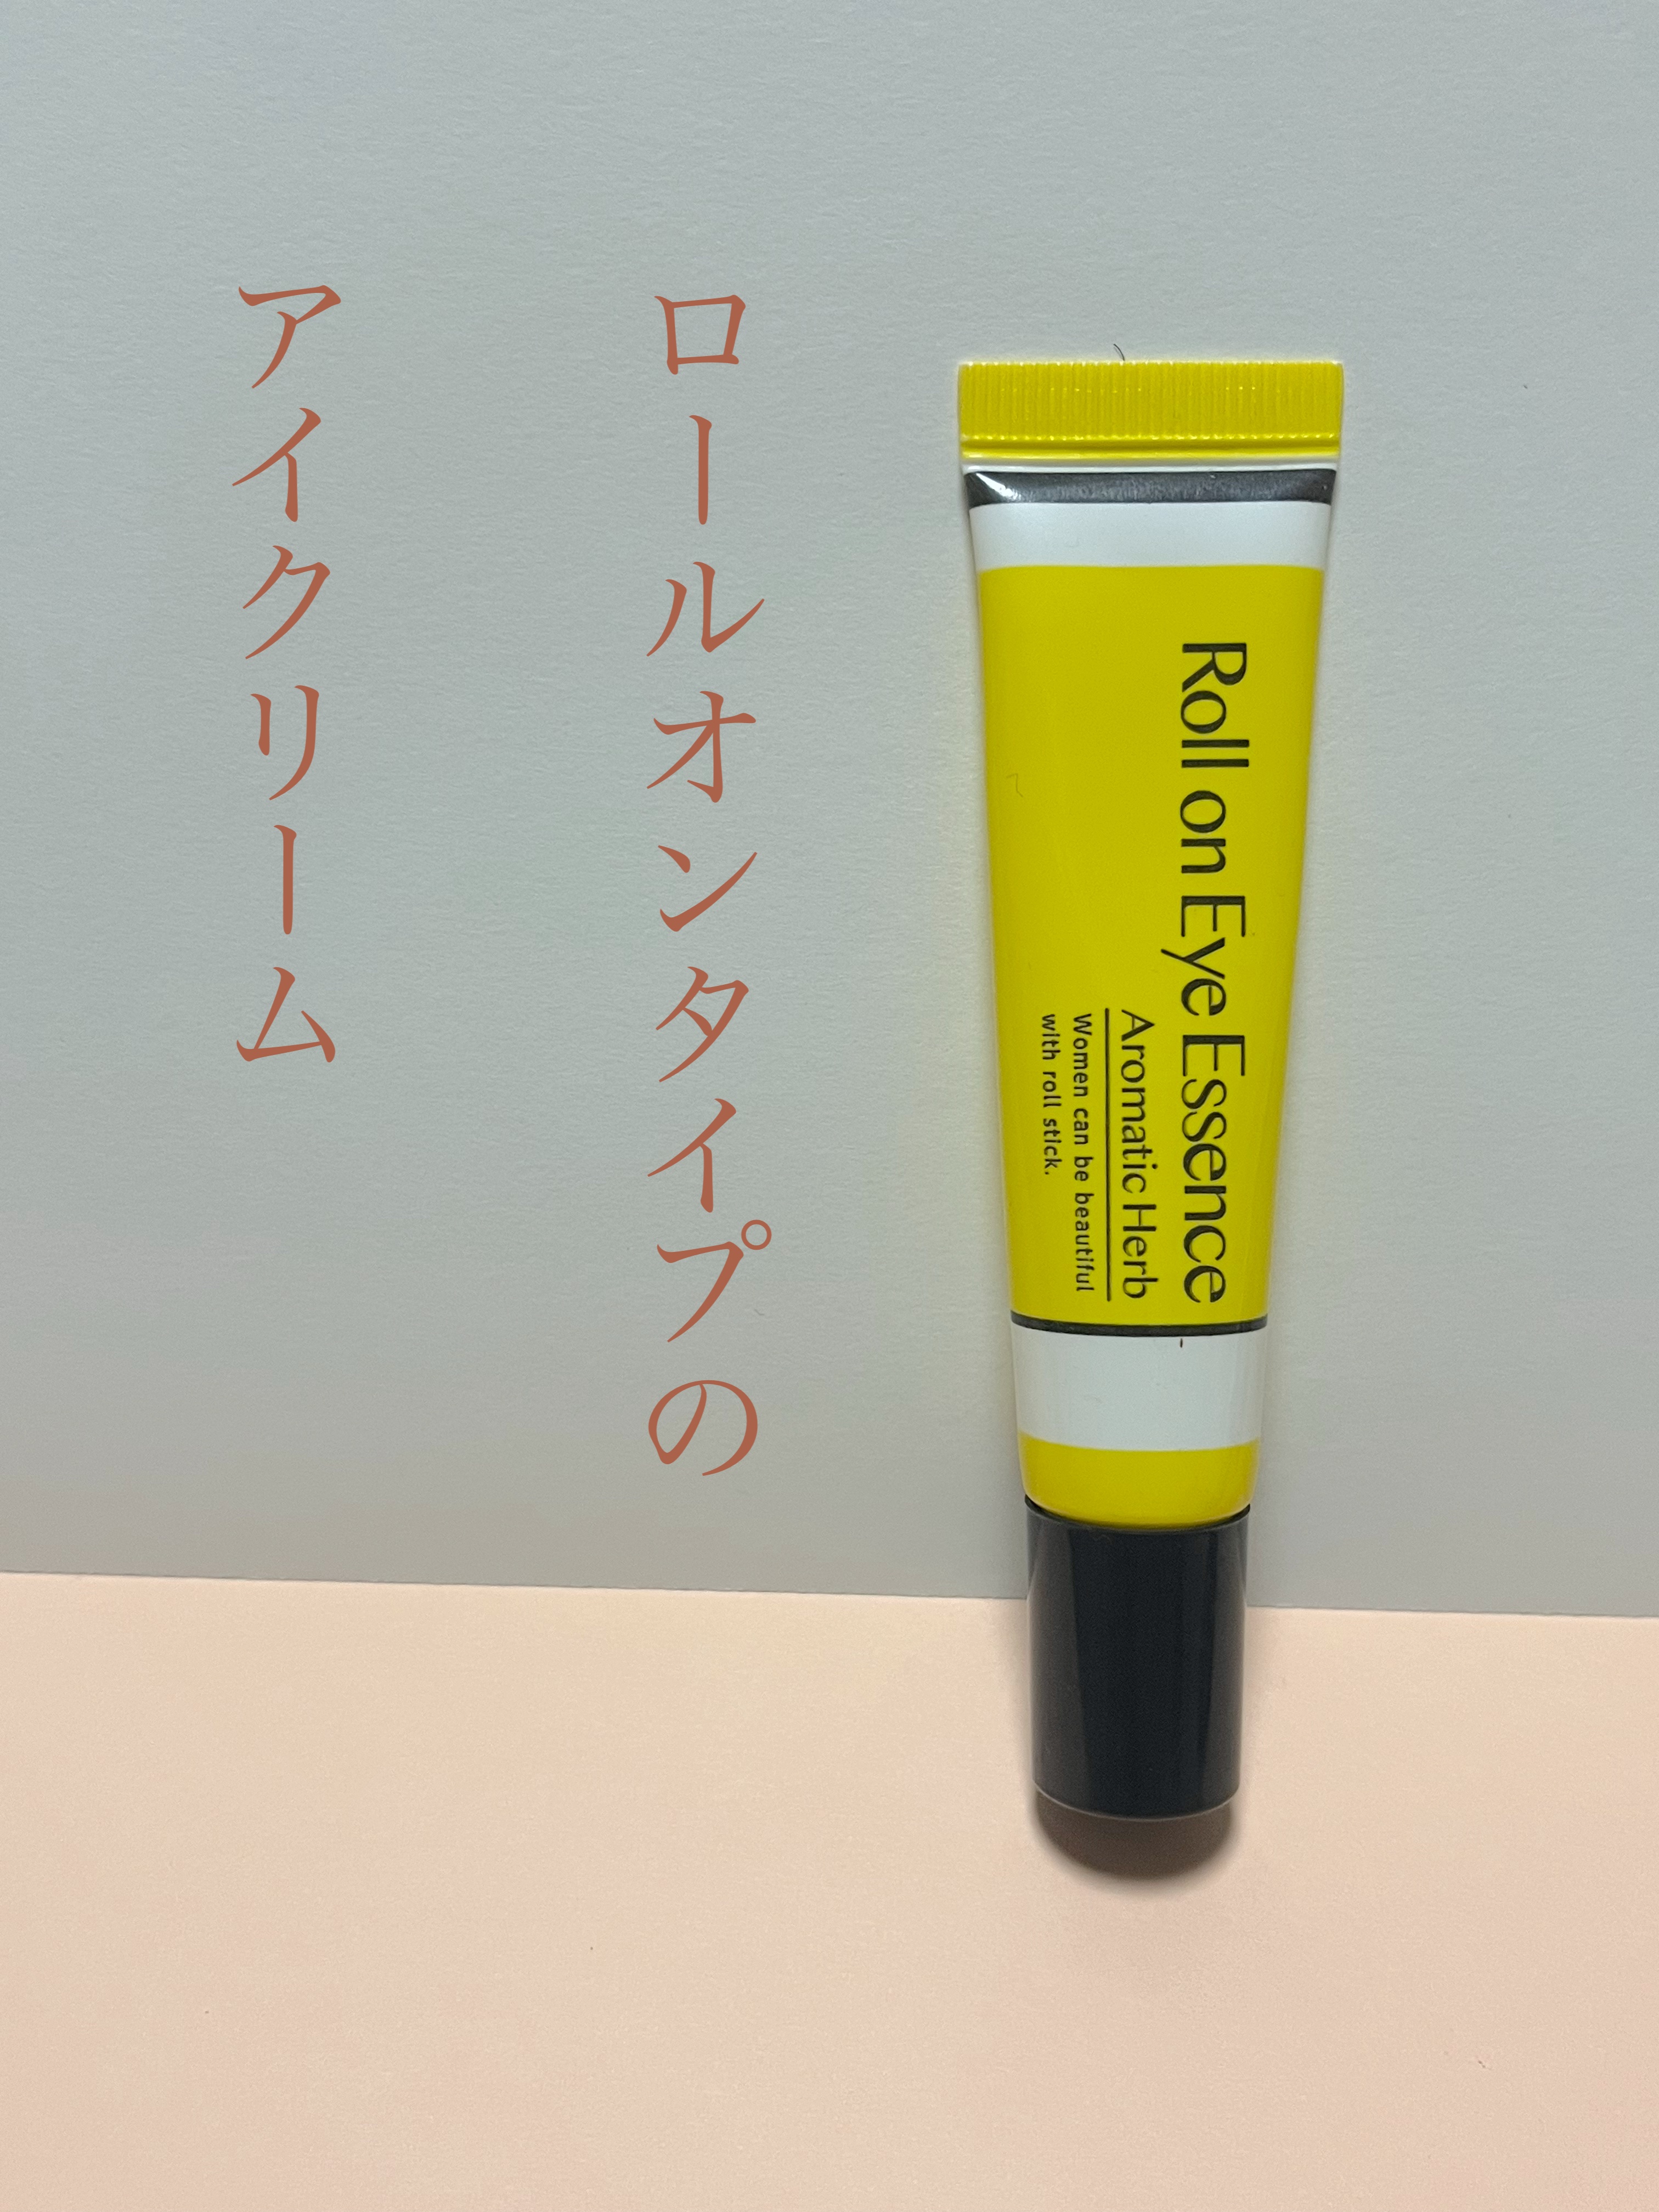 ロールオンタイプの
アイクリーム
Roll on Eye Essence
Aromatic Herb
Women can be beautiful
with roll stick.